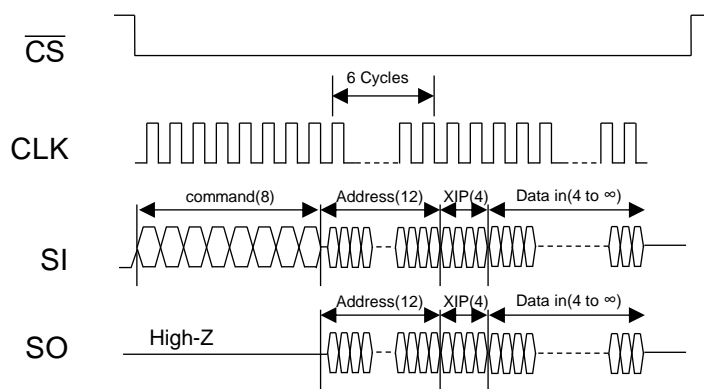 CS
6 Cycles
CLK
command(8) Address(12) XIP(4) Data in(4 to ∞)
SI
Address(12) XIP(4) Data in(4 to ∞)
High-Z
SO